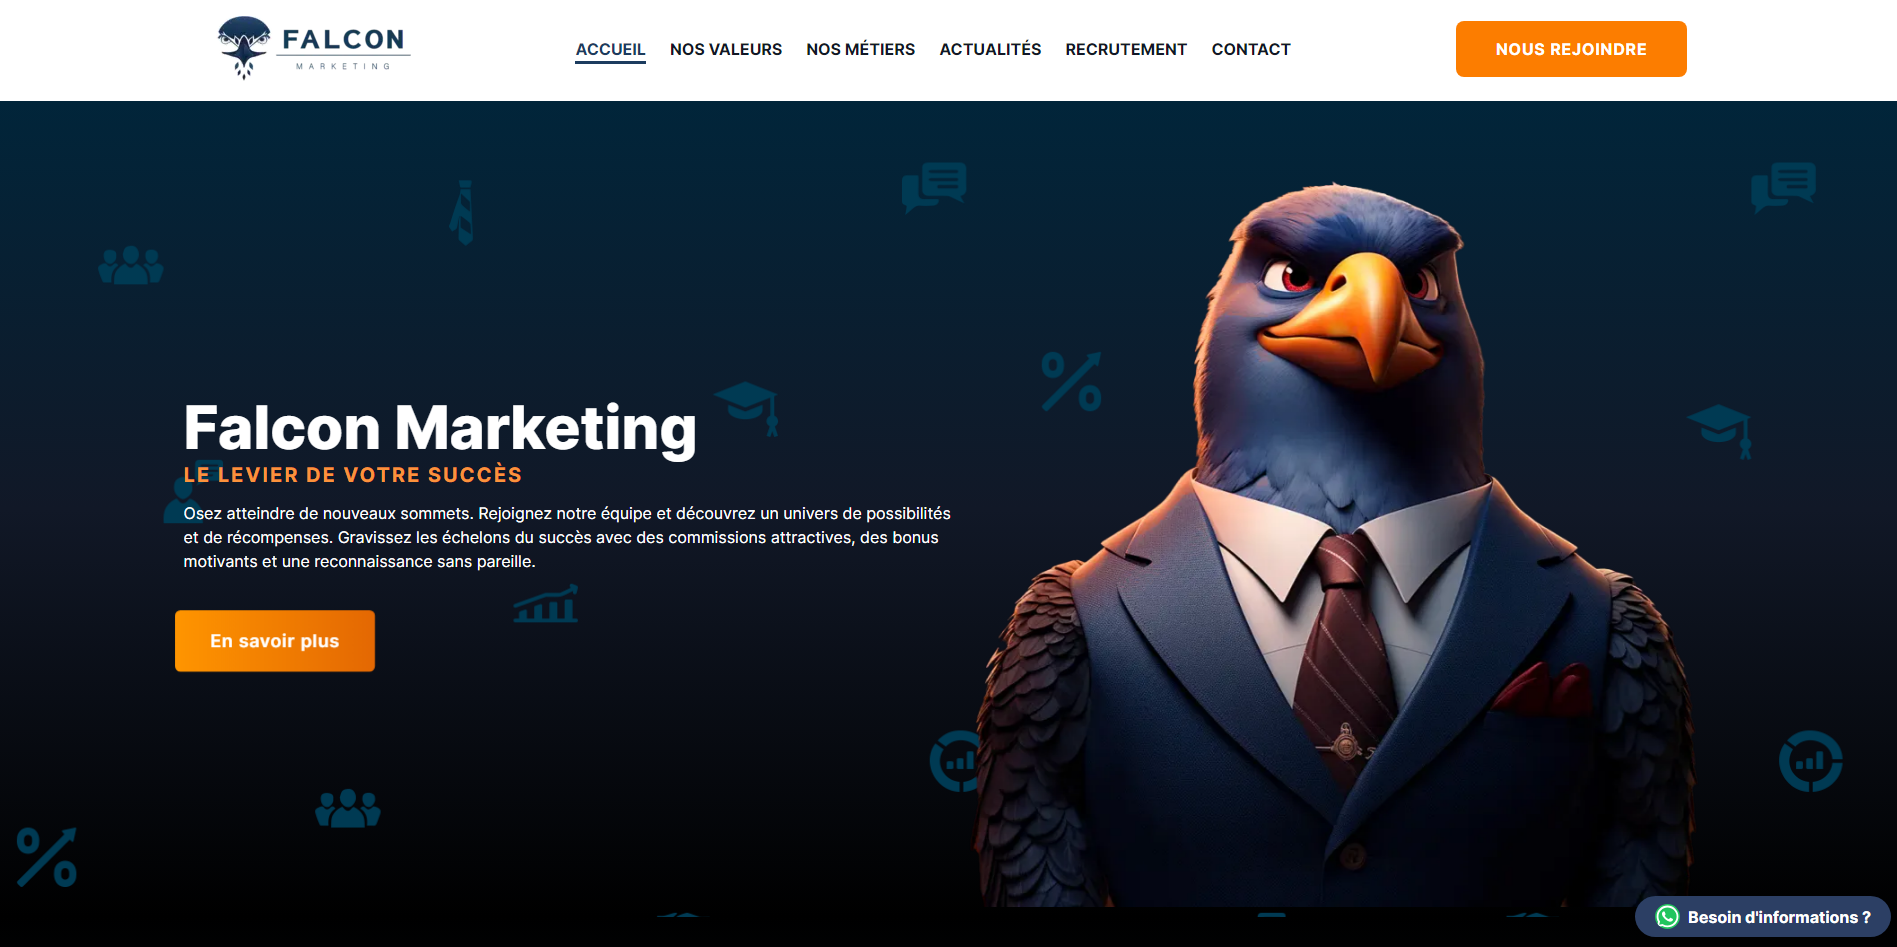 FALCON
MARKETING
ACCUEIL
NOS VALEURS
NOS MÉTIERS
ACTUALITÉS
RECRUTEMENT
CONTACT
NOUS REJOINDRE
Falcon Marketing
LE LEVIER DE VOTRE SUCCÈS
Osez atteindre de nouveaux sommets. Rejoignez notre équipe et découvrez un univers de possibilités
et de récompenses. Gravissez les échelons du succès avec des commissions attractives, des bonus
motivants et une reconnaissance sans pareille.
En savoir plus
Besoin d'informations ?